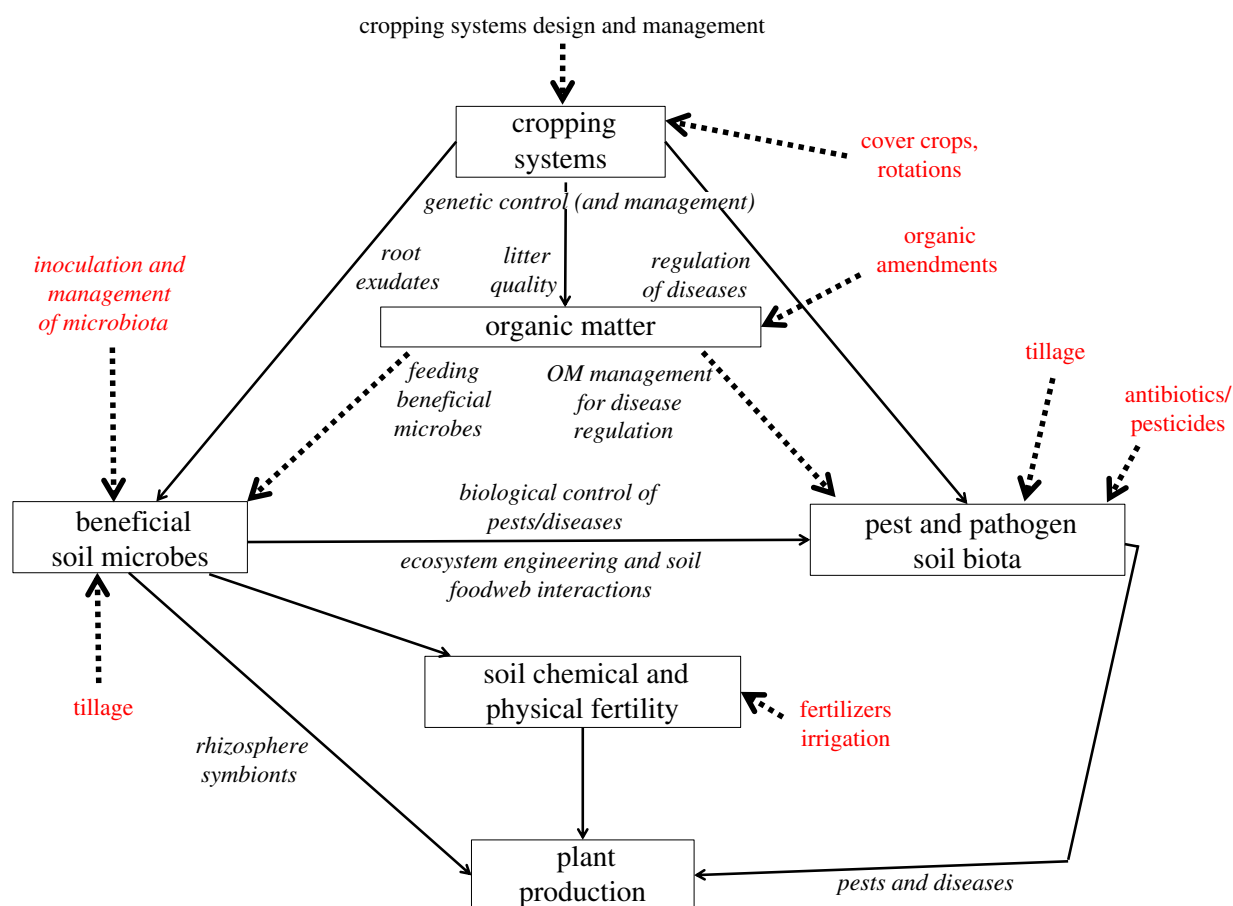 cropping systems design and management
cropping
systems
cover crops,
rotations
genetic control (and management)
root
exudates
litter
quality
regulation
of diseases
organic
amendments
inoculation and
management
of microbiota
organic matter
feeding
beneficial
microbes
OM management
for disease
regulation
tillage
antibiotics/
pesticides
beneficial
soil microbes
biological control of
pests/diseases
ecosystem engineering and soil
foodweb interactions
pest and pathogen
soil biota
tillage
soil chemical and
physical fertility
fertilizers
irrigation
rhizosphere
symbionts
plant
production
pests and diseases